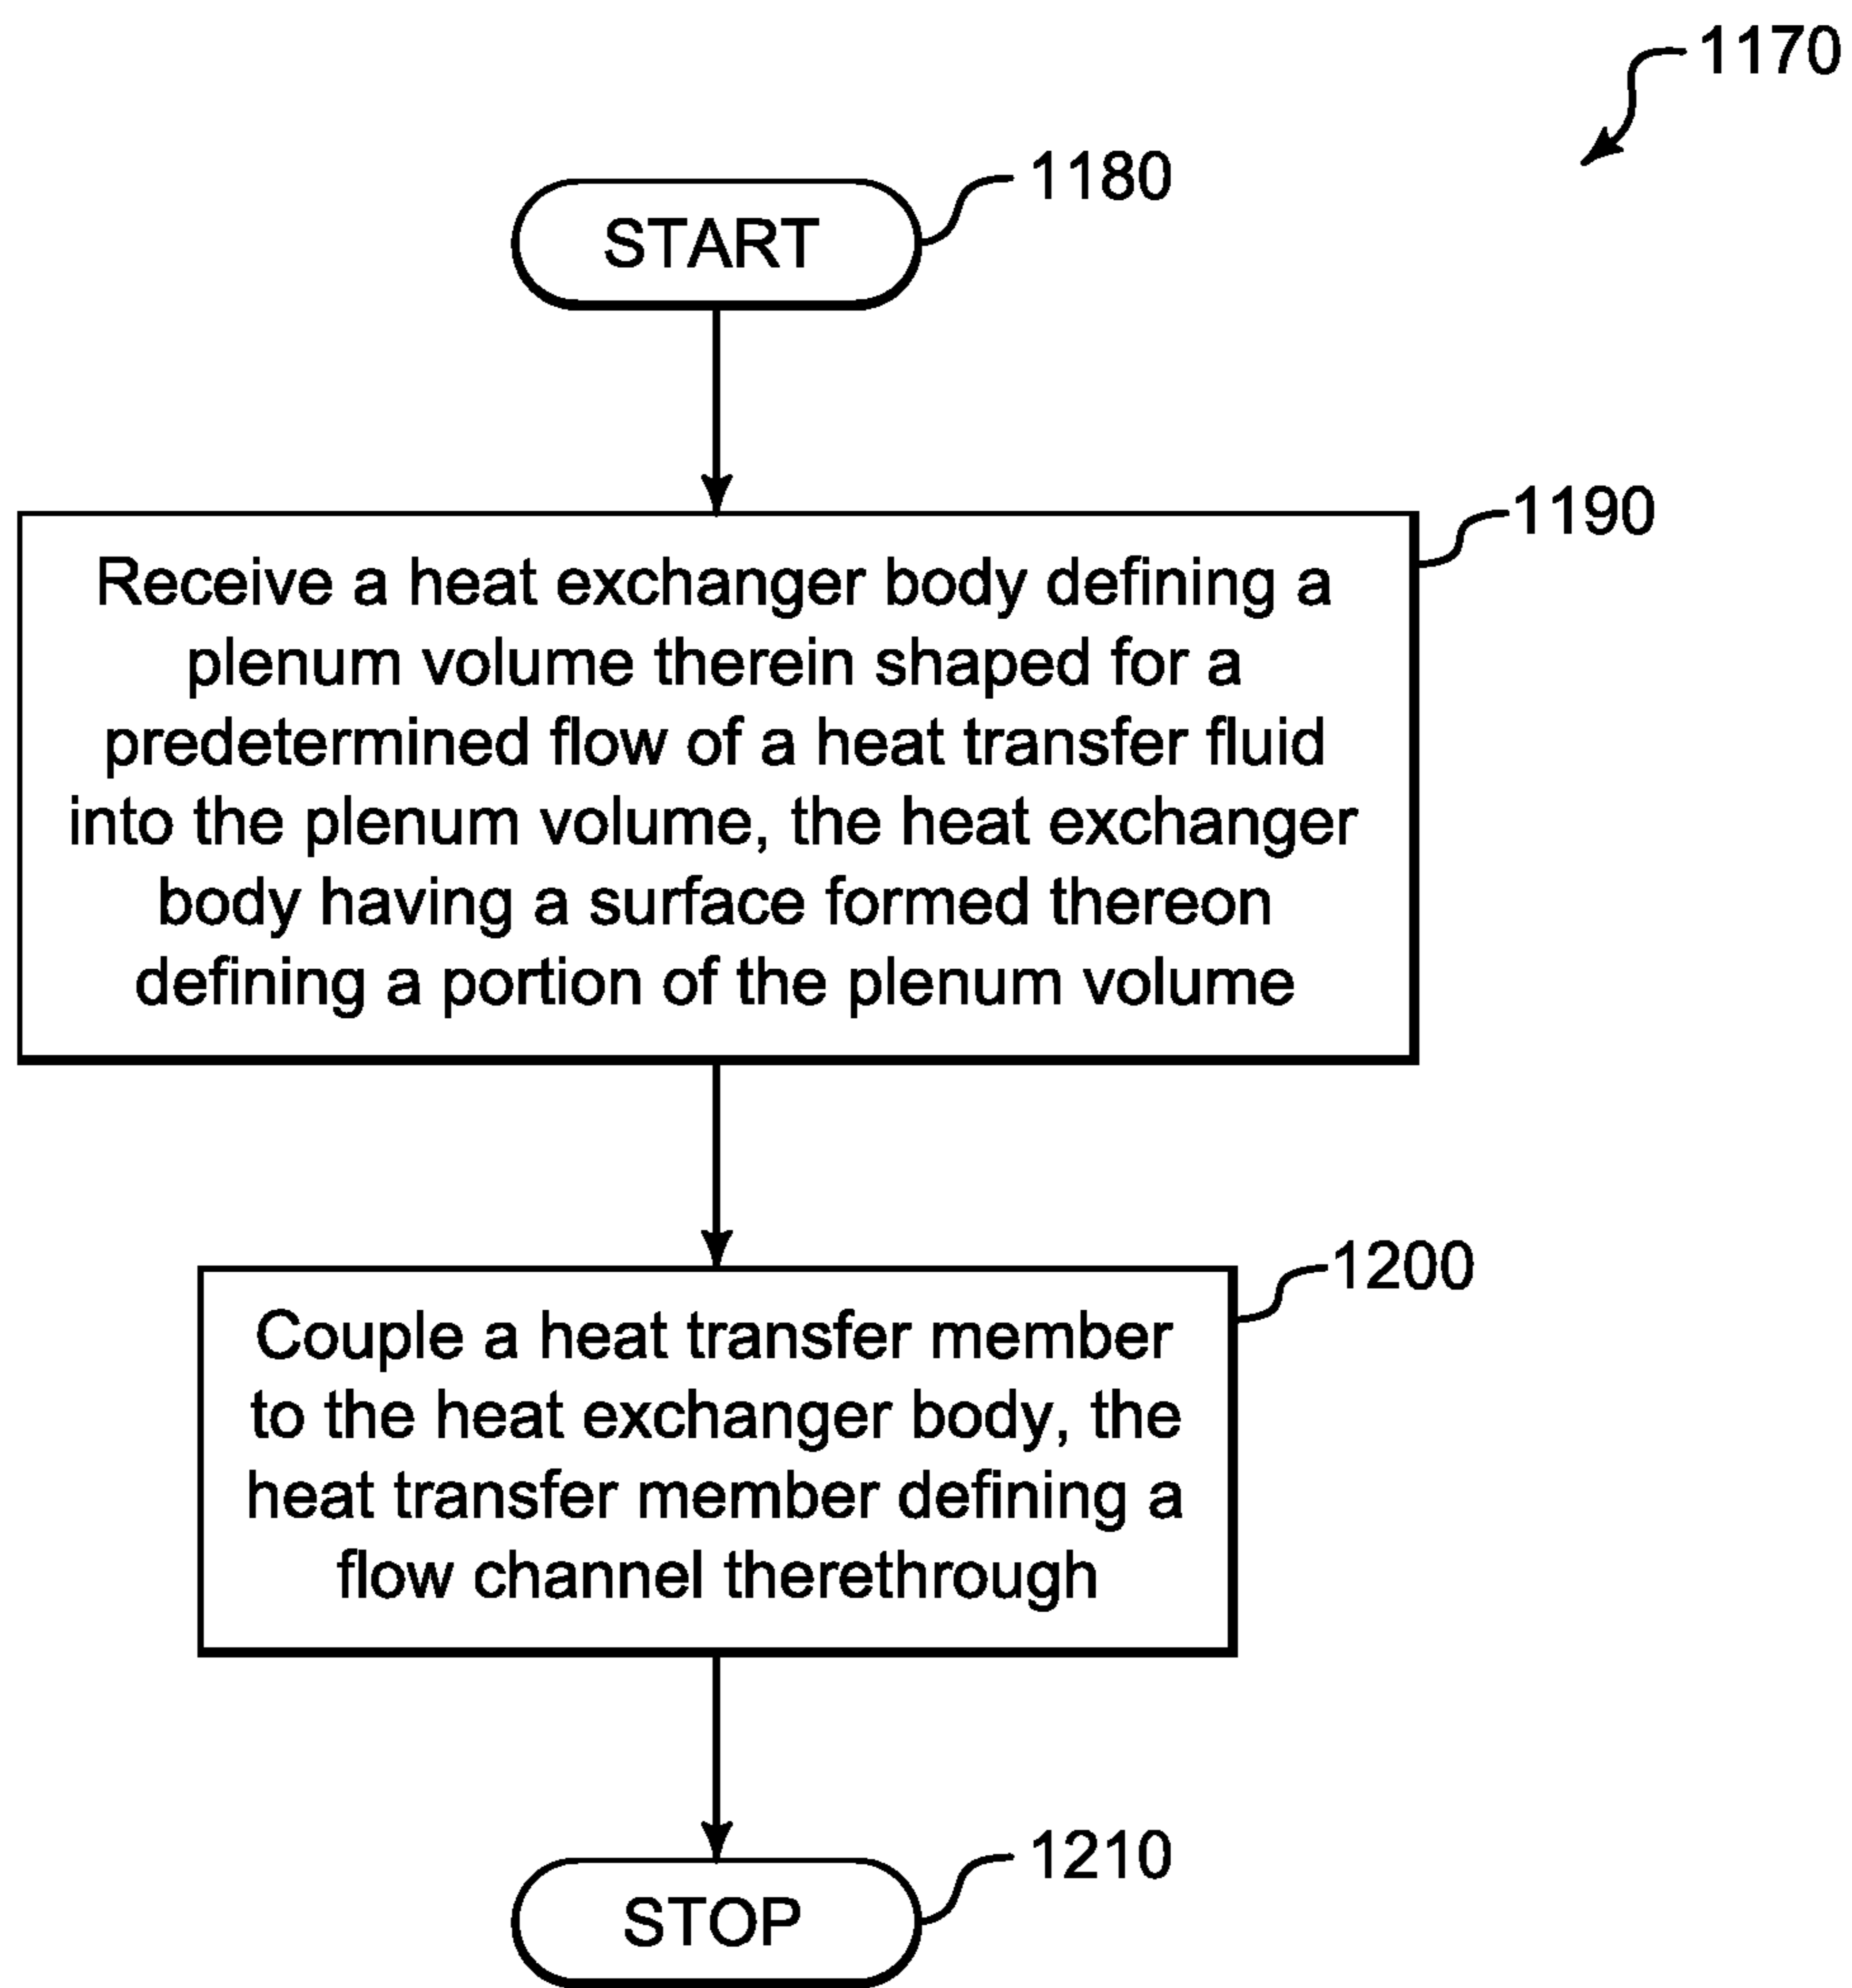 1170
1180
START
1190
Receive a heat exchanger body defining a
plenum volume therein shaped for a
predetermined flow of a heat transfer fluid
into the plenum volume, the heat exchanger
body having a surface formed thereon
defining a portion of the plenum volume
1200
Couple a heat transfer member
to the heat exchanger body, the
heat transfer member defining a
flow channel therethrough
1210
STOP